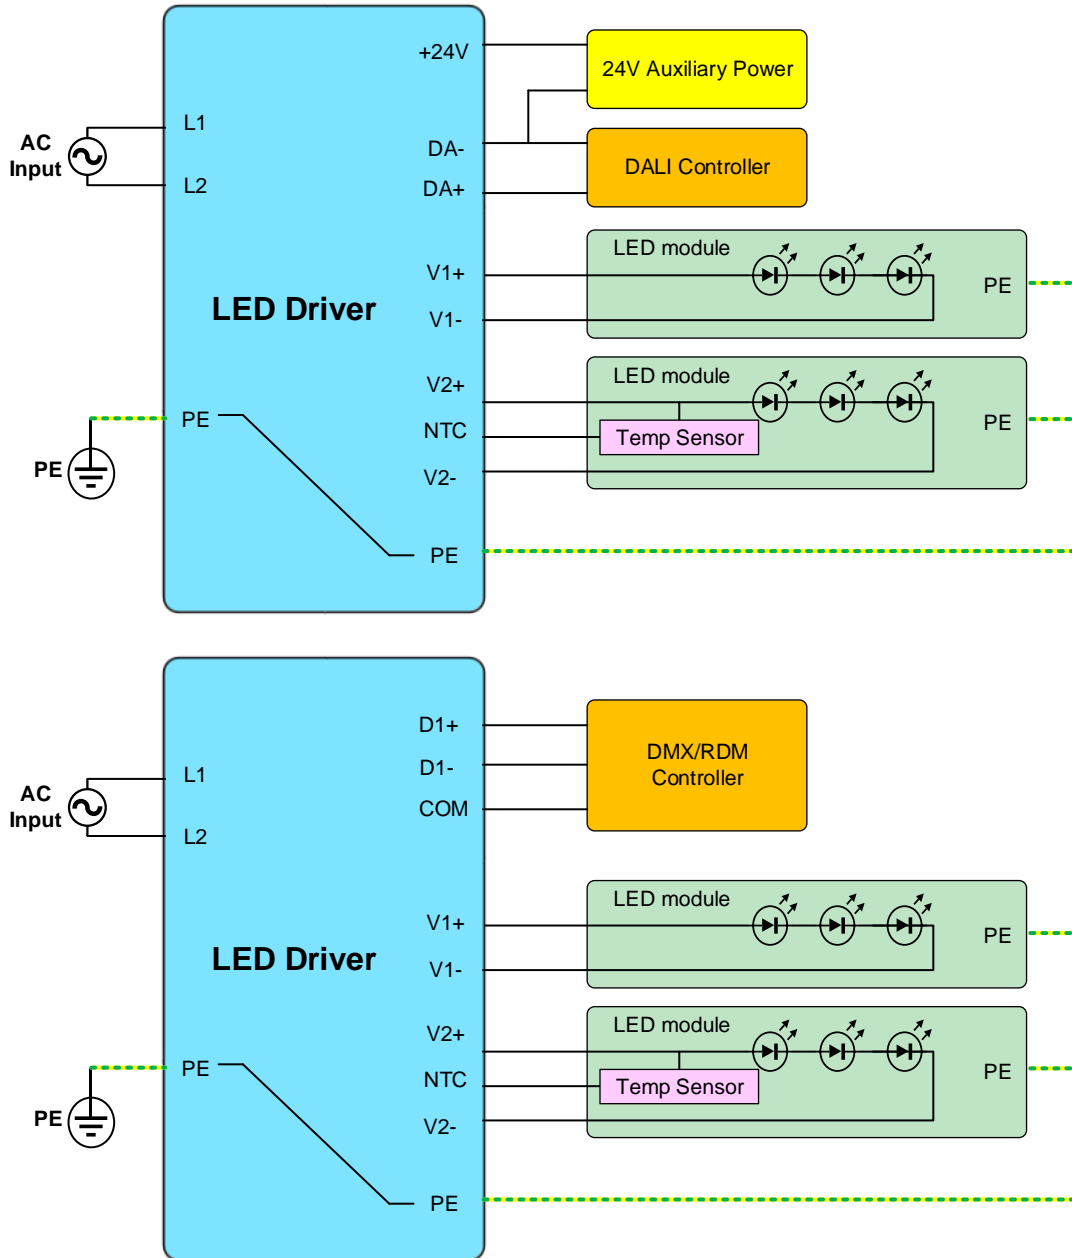 +24V
24V Auxiliary Power
L1
AC
Input
L2
DA-
DA+
DALI Controller
LED module
V1+
V1-
PE
LED Driver
LED module
V2+
NTC
Temp Sensor
V2-
PE
PE
PE
PE
D1+
D1-
COM
DMX/RDM
Controller
L1
AC
Input
L2
LED module
V1+
V1-
PE
LED Driver
LED module
V2+
NTC
Temp Sensor
V2-
PE
PE
PE
PE